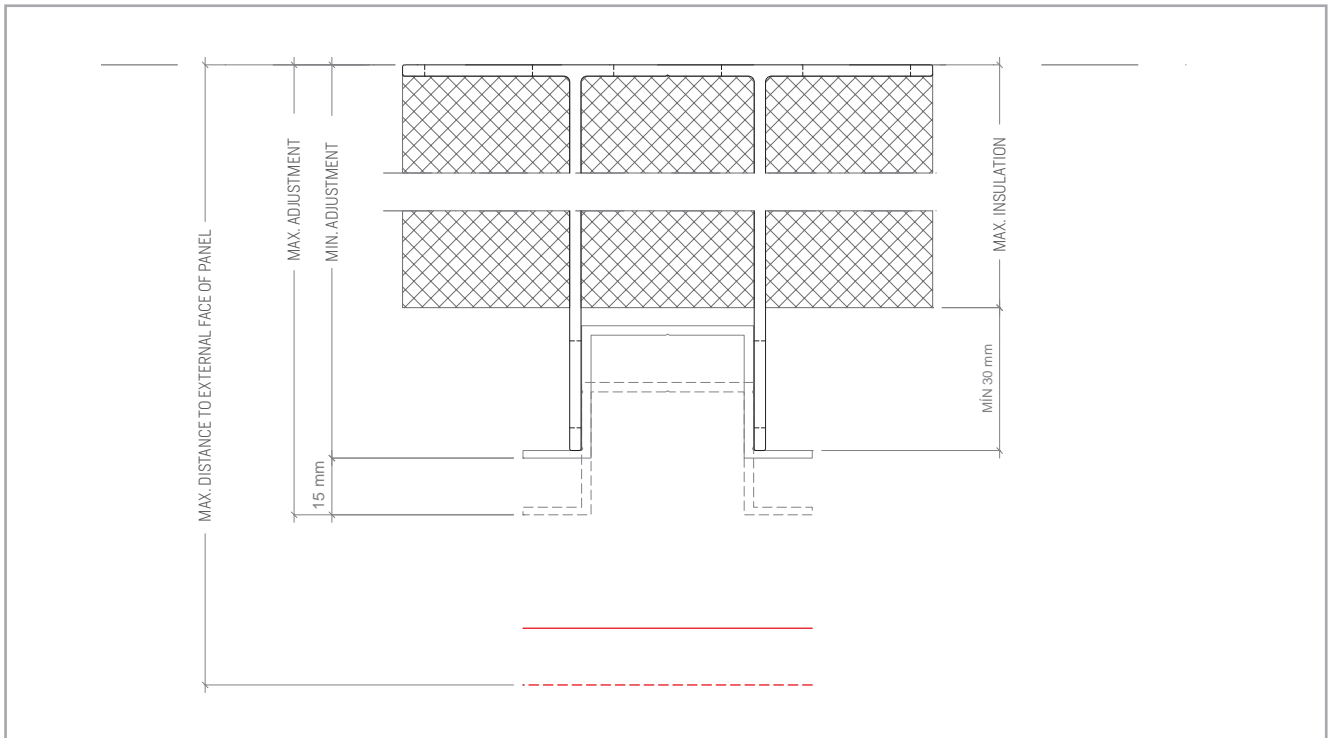 MAX. DISTANCE TO EXTERNAL FACE OF PANEL
MAX. ADJUSTMENT
MIN. ADJUSTMENT
15 mm
MAX. INSULATION
MÍN 30 mm